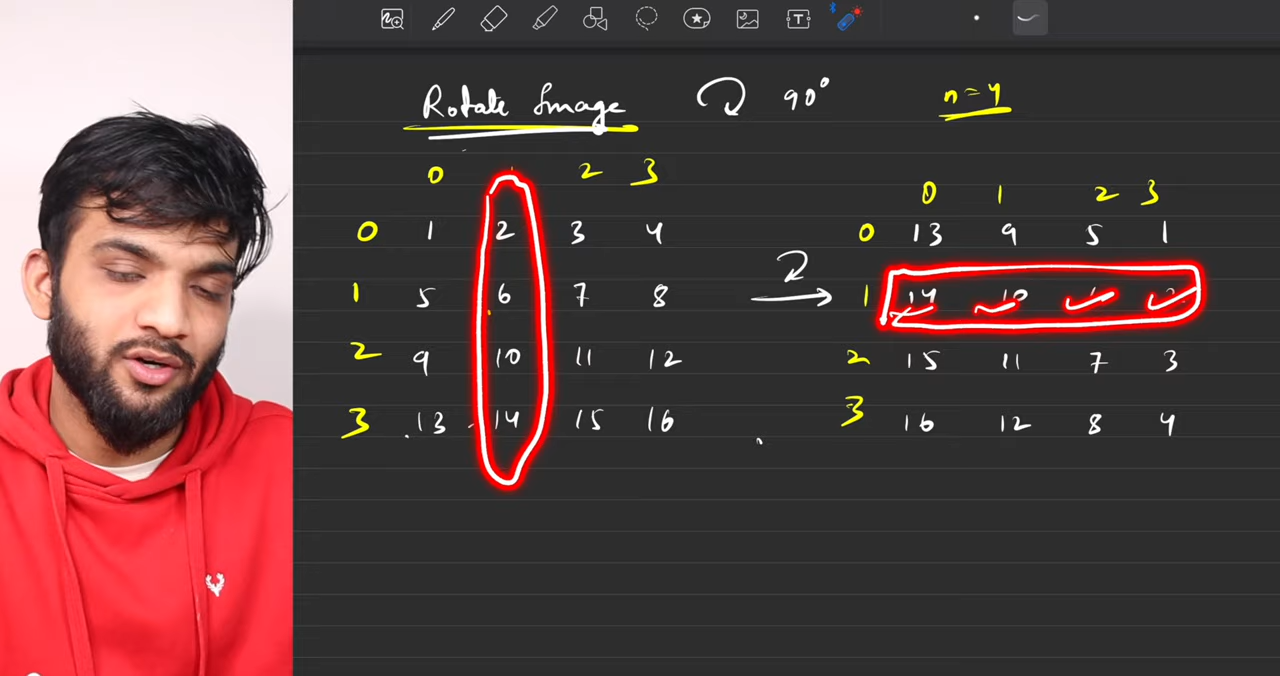 T
Rotate Image 90° n=4
0 2 3
0 1 2 3
0 1 2 3 4
0 13 9 5 1
1 5 6 7 8
1 14 10
2 9 10 11 12
2 15 11 7 3
3 13 14 15 16
3 16 12 8 4